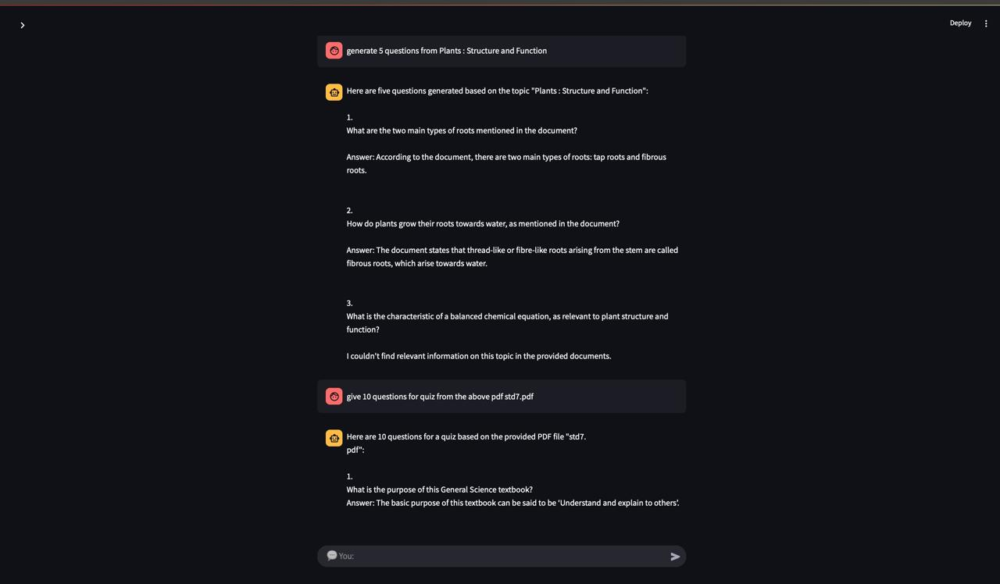 Deploy
generate 5 questions from Plants : Structure and Function
Here are five questions generated based on the topic "Plants : Structure and Function":
1.
What are the two main types of roots mentioned in the document?
Answer: According to the document, there are two main types of roots: tap roots and fibrous
roots.
2.
How do plants grow their roots towards water, as mentioned in the document?
Answer: The document states that thread-like or fibre-like roots arising from the stem are called
fibrous roots, which arise towards water.
3.
What is the characteristic of a balanced chemical equation, as relevant to plant structure and
function?
I couldn't find relevant information on this topic in the provided documents.
give 10 questions for quiz from the above pdf std7.pdf
Here are 10 questions for a quiz based on the provided PDF file "std7.
pdf":
1.
What is the purpose of this General Science textbook?
Answer: The basic purpose of this textbook can be said to be ‘Understand and explain to others’.
You: